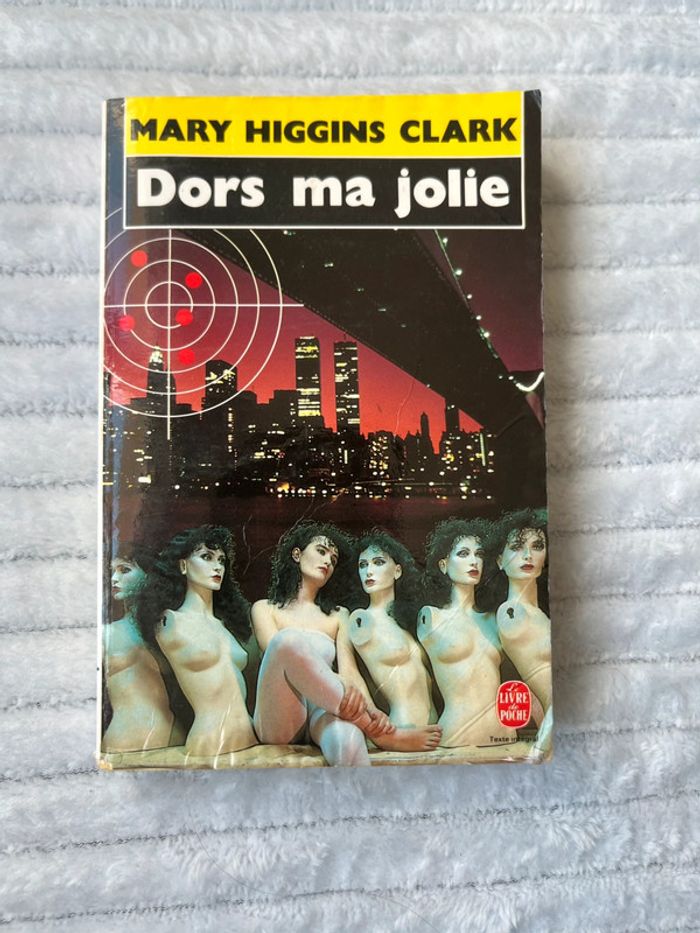 MARY HIGGINS CLARK
Dors ma jolie
Le
LIVRE
de
POCHE
Texte intégral